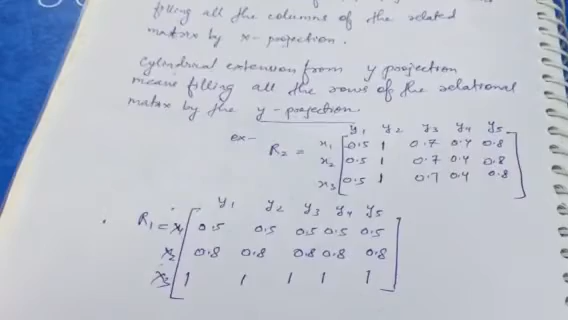 filling all the columns of the related
matrix by x-projection.
Cylindrical extension from y projection
means filling all the rows of the relational
matrix by the y-projection.
ex-
y1 y2 y3 y4 y5
R2 = x1 0.5 1 0.7 0.4 0.8
x2 0.5 1 0.7 0.4 0.8
x3 0.5 1 0.7 0.4 0.8
y1 y2 y3 y4 y5
R1 = x1 0.5 0.5 0.5 0.5 0.5
x2 0.8 0.8 0.8 0.8 0.8
x3 1 1 1 1 1